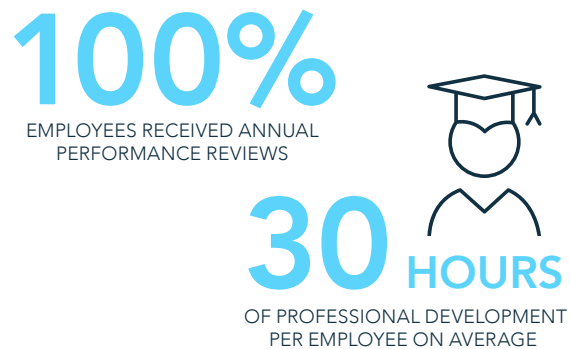 100%
EMPLOYEES RECEIVED ANNUAL
PERFORMANCE REVIEWS
30 HOURS
OF PROFESSIONAL DEVELOPMENT
PER EMPLOYEE ON AVERAGE